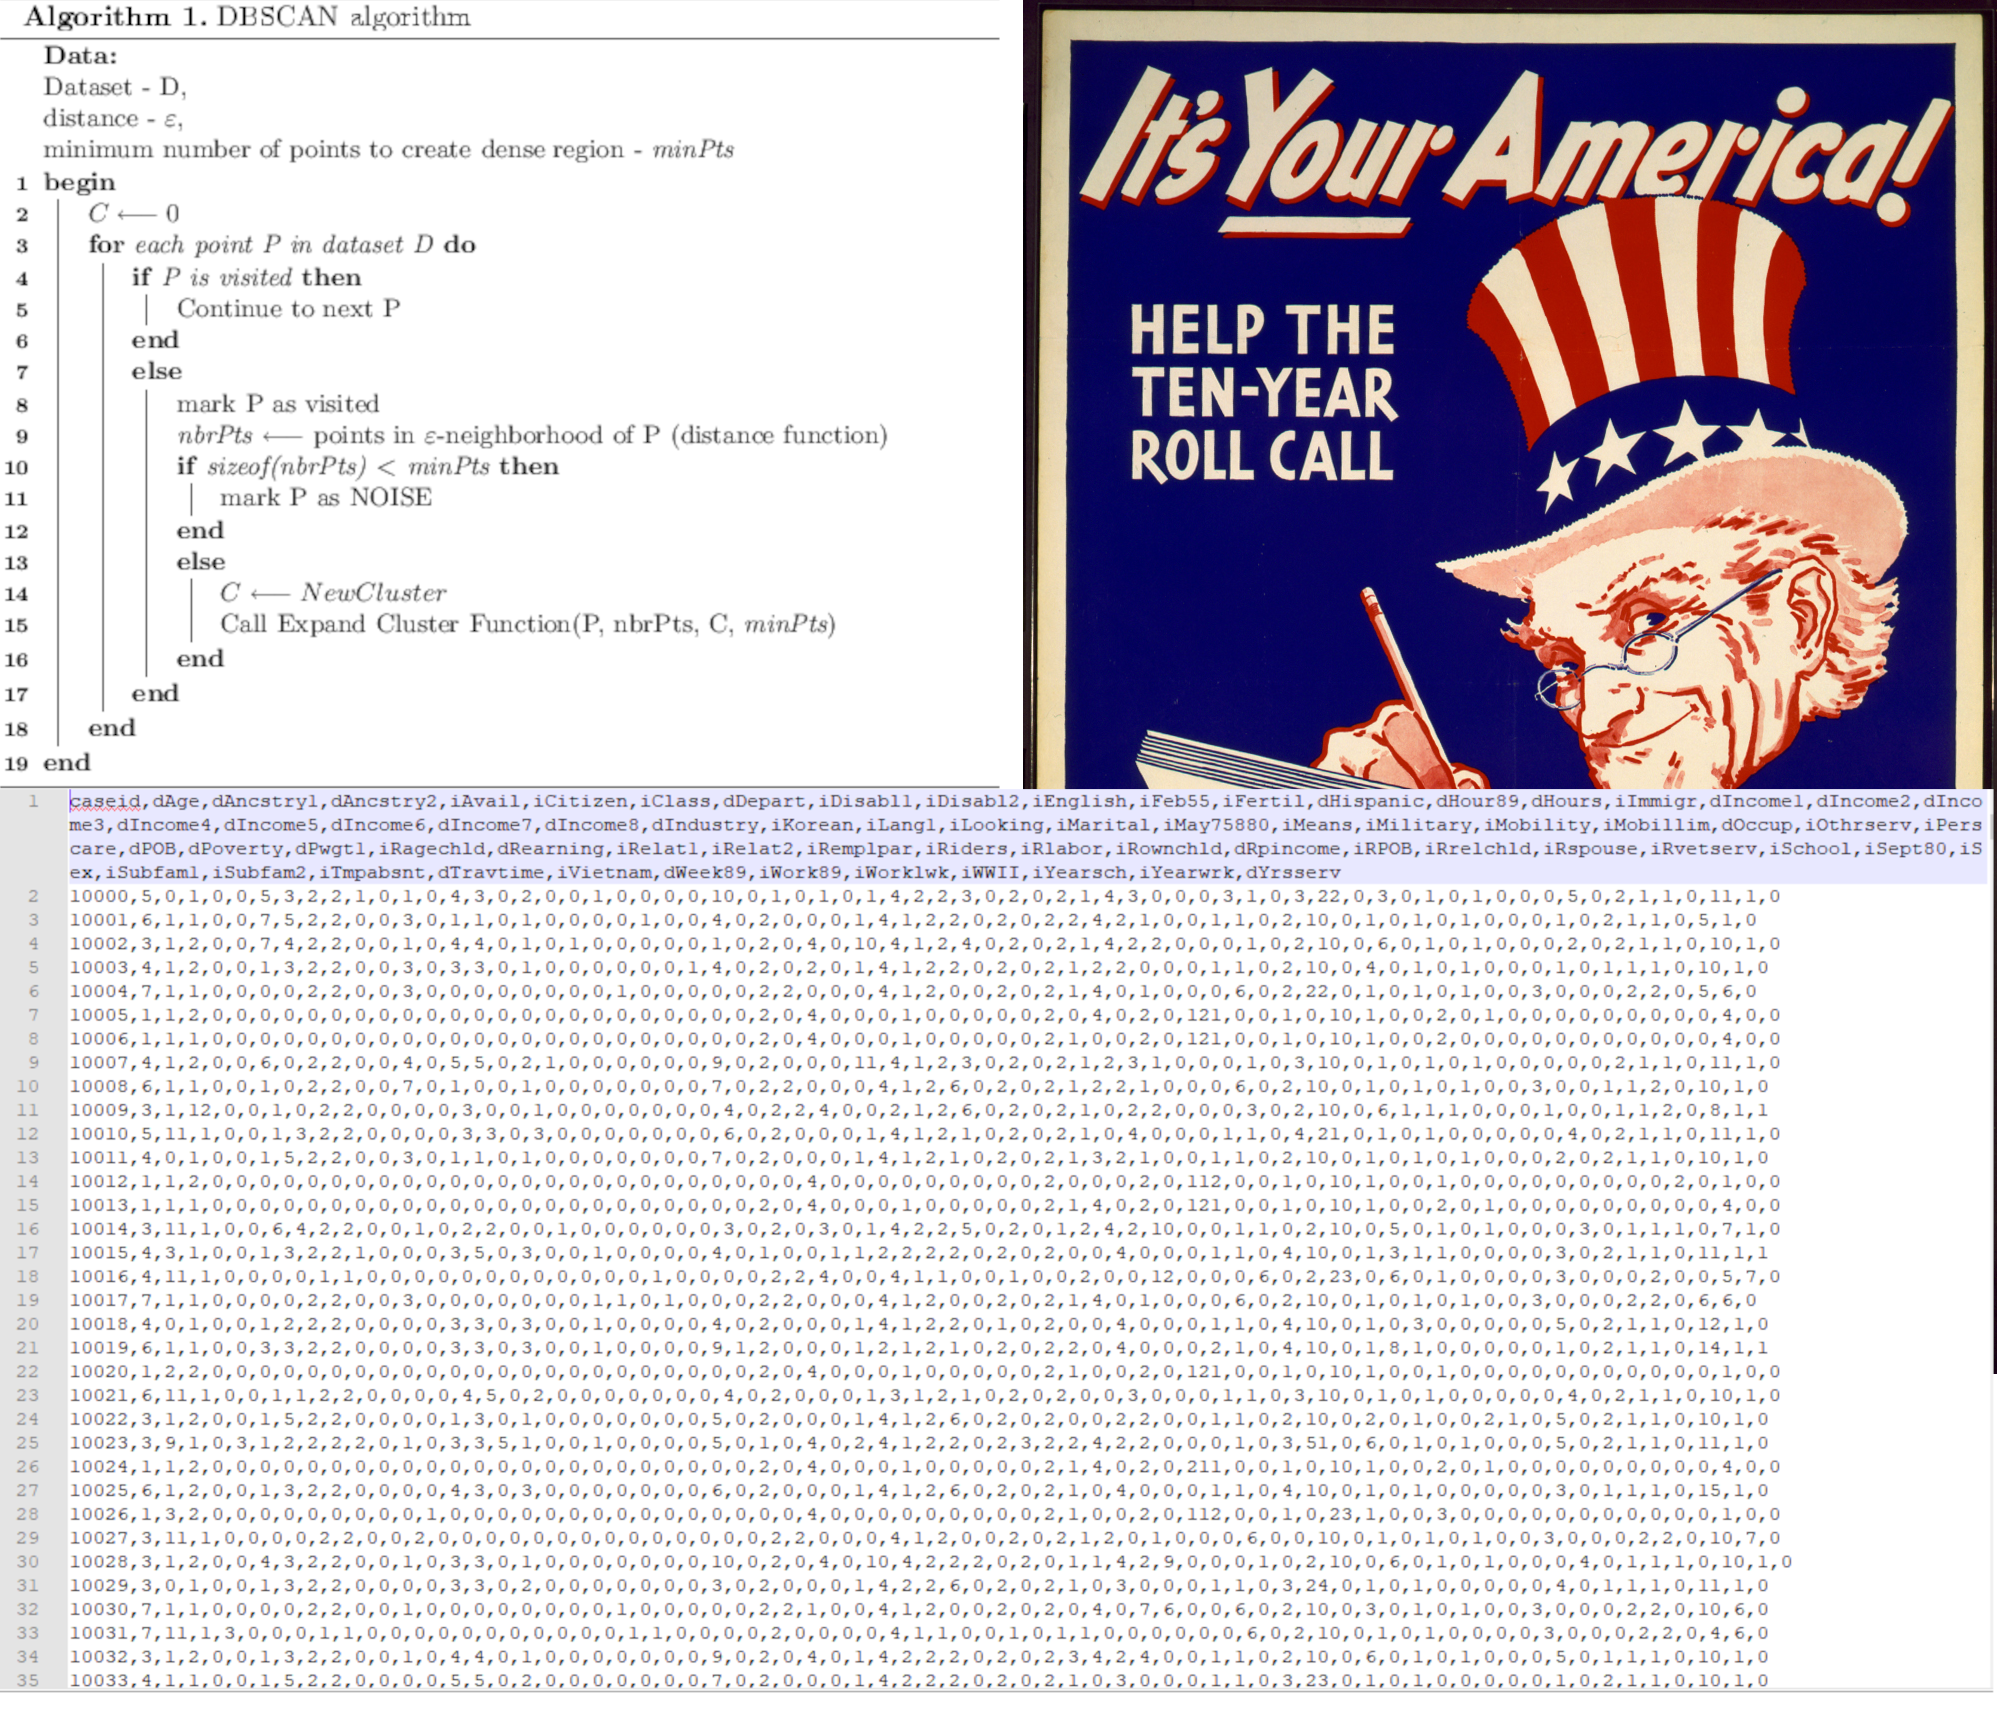 Algorithm 1. DBSCAN algorithm
Data:
Dataset - D,
distance - ε,
minimum number of points to create dense region - minPts
1 begin
2 C ⟵ 0
3 for each point P in dataset D do
4 if P is visited then
5 Continue to next P
6 end
7 else
8 mark P as visited
9 nbrPts ⟵ points in ε-neighborhood of P (distance function)
10 if sizeof(nbrPts) < minPts then
11 mark P as NOISE
12 end
13 else
14 C ⟵ NewCluster
15 Call Expand Cluster Function(P, nbrPts, C, minPts)
16 end
17 end
18 end
19 end
It's Your America!
HELP THE
TEN-YEAR
ROLL CALL
1 caseid,dAge,dAncstry1,dAncstry2,iAvail,iCitizen,iClass,dDepart,iDisabl1,iDisabl2,iEnglish,iFeb55,iFertil,dHispanic,dHour89,dHours,iImmigr,dIncome1,dIncome2,dInco
me3,dIncome4,dIncome5,dIncome6,dIncome7,dIncome8,dIndustry,iKorean,iLang1,iLooking,iMarital,iMay75880,iMeans,iMilitary,iMobility,iMobillim,dOccup,iOthrserv,iPers
care,dPOB,dPoverty,dPwgt1,iRagechld,dRearning,iRelat1,iRelat2,iRemplpar,iRiders,iRlabor,iRownchld,dRpincome,iRPOB,iRrelchld,iRspouse,iRvetserv,iSchool,iSept80,iS
ex,iSubfam1,iSubfam2,iTmpabsnt,dTravtime,iVietnam,dWeek89,iWork89,iWorklwk,iWWII,iYearsch,iYearwrk,dYrsserv
2 10000,5,0,1,0,0,5,3,2,2,1,0,1,0,4,3,0,2,0,0,1,0,0,0,0,10,0,1,0,1,0,1,4,2,2,3,0,2,0,2,1,4,3,0,0,0,3,1,0,3,22,0,3,0,1,0,1,0,0,0,5,0,2,1,1,0,11,1,0
3 10001,6,1,1,0,0,7,5,2,2,0,0,3,0,1,1,0,1,0,0,0,0,1,0,0,4,0,2,0,0,0,1,4,1,2,2,0,2,0,2,2,4,2,1,0,0,1,1,0,2,10,0,1,0,1,0,1,0,0,0,1,0,2,1,1,0,5,1,0
4 10002,3,1,2,0,0,7,4,2,2,0,0,1,0,4,4,0,1,0,1,0,0,0,0,0,1,0,2,0,4,0,10,4,1,2,4,0,2,0,2,1,4,2,2,0,0,0,1,0,2,10,0,6,0,1,0,1,0,0,0,2,0,2,1,1,0,10,1,0
5 10003,4,1,2,0,0,1,3,2,2,0,0,3,0,3,3,0,1,0,0,0,0,0,0,1,4,0,2,0,2,0,1,4,1,2,2,0,2,0,2,1,2,2,0,0,0,1,1,0,2,10,0,4,0,1,0,1,0,0,0,1,0,1,1,1,0,10,1,0
6 10004,7,1,1,0,0,0,0,2,2,0,0,3,0,0,0,0,0,0,0,1,0,0,0,0,0,2,2,0,0,0,4,1,2,0,0,2,0,2,1,4,0,1,0,0,0,6,0,2,22,0,1,0,1,0,1,0,0,3,0,0,0,2,2,0,5,6,0
7 10005,1,1,2,0,0,0,0,0,0,0,0,0,0,0,0,0,0,0,0,0,0,0,0,0,0,2,0,4,0,0,0,1,0,0,0,0,0,2,0,4,0,2,0,121,0,0,1,0,10,1,0,0,2,0,1,0,0,0,0,0,0,0,0,0,4,0,0
8 10006,1,1,1,0,0,0,0,0,0,0,0,0,0,0,0,0,0,0,0,0,0,0,0,0,0,2,0,4,0,0,0,1,0,0,0,0,0,2,1,0,0,2,0,121,0,0,1,0,10,1,0,0,2,0,0,0,0,0,0,0,0,0,0,0,4,0,0
9 10007,4,1,2,0,0,6,0,2,2,0,0,4,0,5,5,0,2,1,0,0,0,0,0,0,9,0,2,0,0,0,11,4,1,2,3,0,2,0,2,1,2,3,1,0,0,0,1,0,3,10,0,1,0,1,0,1,0,0,0,0,0,2,1,1,0,11,1,0
10 10008,6,1,1,0,0,1,0,2,2,0,0,7,0,1,0,0,1,0,0,0,0,0,0,0,7,0,2,2,0,0,0,4,1,2,6,0,2,0,2,1,2,2,1,0,0,0,6,0,2,10,0,1,0,1,0,1,0,0,3,0,0,1,1,2,0,10,1,0
11 10009,3,1,12,0,0,1,0,2,2,0,0,0,0,3,0,0,1,0,0,0,0,0,0,0,4,0,2,2,4,0,0,2,1,2,6,0,2,0,2,1,0,2,2,0,0,0,3,0,2,10,0,6,1,1,1,0,0,0,1,0,0,1,1,2,0,8,1,1
12 10010,5,11,1,0,0,1,3,2,2,0,0,0,0,3,3,0,3,0,0,0,0,0,0,0,6,0,2,0,0,0,1,4,1,2,1,0,2,0,2,1,0,4,0,0,0,1,1,0,4,21,0,1,0,1,0,0,0,0,0,4,0,2,1,1,0,11,1,0
13 10011,4,0,1,0,0,1,5,2,2,0,0,3,0,1,1,0,1,0,0,0,0,0,0,0,7,0,2,0,0,0,1,4,1,2,1,0,2,0,2,1,3,2,1,0,0,1,1,0,2,10,0,1,0,1,0,1,0,0,0,2,0,2,1,1,0,10,1,0
14 10012,1,1,2,0,0,0,0,0,0,0,0,0,0,0,0,0,0,0,0,0,0,0,0,0,0,0,0,4,0,0,0,0,0,0,0,0,0,2,0,0,0,2,0,112,0,0,1,0,10,1,0,0,1,0,0,0,0,0,0,0,0,0,2,0,1,0,0
15 10013,1,1,1,0,0,0,0,0,0,0,0,0,0,0,0,0,0,0,0,0,0,0,0,0,0,2,0,4,0,0,0,1,0,0,0,0,0,2,1,4,0,2,0,121,0,0,1,0,10,1,0,0,2,0,1,0,0,0,0,0,0,0,0,0,4,0,0
16 10014,3,11,1,0,0,6,4,2,2,0,0,1,0,2,2,0,0,1,0,0,0,0,0,0,3,0,2,0,3,0,1,4,2,2,5,0,2,0,1,2,4,2,10,0,0,1,1,0,2,10,0,5,0,1,0,1,0,0,0,3,0,1,1,1,0,7,1,0
17 10015,4,3,1,0,0,1,3,2,2,1,0,0,0,3,5,0,3,0,0,1,0,0,0,0,4,0,1,0,0,1,1,2,2,2,2,0,2,0,2,0,0,4,0,0,0,1,1,0,4,10,0,1,3,1,1,0,0,0,0,3,0,2,1,1,0,11,1,1
18 10016,4,11,1,0,0,0,0,1,1,0,0,0,0,0,0,0,0,0,0,0,0,1,0,0,0,0,2,2,4,0,0,4,1,1,0,0,1,0,0,2,0,0,12,0,0,0,6,0,2,23,0,6,0,1,0,0,0,0,3,0,0,0,2,0,0,5,7,0
19 10017,7,1,1,0,0,0,0,2,2,0,0,3,0,0,0,0,0,0,0,1,1,0,1,0,0,0,2,2,0,0,0,4,1,2,0,0,2,0,2,1,4,0,1,0,0,0,6,0,2,10,0,1,0,1,0,1,0,0,3,0,0,0,2,2,0,6,6,0
20 10018,4,0,1,0,0,1,2,2,2,0,0,0,0,3,3,0,3,0,0,1,0,0,0,0,4,0,2,0,0,0,1,4,1,2,2,0,1,0,2,0,0,4,0,0,0,1,1,0,4,10,0,1,0,3,0,0,0,0,0,5,0,2,1,1,0,12,1,0
21 10019,6,1,1,0,0,3,3,2,2,0,0,0,0,3,3,0,3,0,0,1,0,0,0,0,9,1,2,0,0,0,1,2,1,2,1,0,2,0,2,2,0,4,0,0,0,2,1,0,4,10,0,1,8,1,0,0,0,0,0,1,0,2,1,1,0,14,1,1
22 10020,1,2,2,0,0,0,0,0,0,0,0,0,0,0,0,0,0,0,0,0,0,0,0,0,0,2,0,4,0,0,0,1,0,0,0,0,0,2,1,0,0,2,0,121,0,0,1,0,10,1,0,0,1,0,0,0,0,0,0,0,0,0,0,0,1,0,0
23 10021,6,11,1,0,0,1,1,2,2,0,0,0,0,4,5,0,2,0,0,0,0,0,0,0,4,0,2,0,0,0,1,3,1,2,1,0,2,0,2,0,0,3,0,0,0,1,1,0,3,10,0,1,0,1,0,0,0,0,0,4,0,2,1,1,0,10,1,0
24 10022,3,1,2,0,0,1,5,2,2,0,0,0,0,1,3,0,1,0,0,0,0,0,0,0,5,0,2,0,0,0,1,4,1,2,6,0,2,0,2,0,0,2,2,0,0,1,1,0,2,10,0,2,0,1,0,0,2,1,0,5,0,2,1,1,0,10,1,0
25 10023,3,9,1,0,3,1,2,2,2,2,0,1,0,3,3,5,1,0,0,1,0,0,0,0,5,0,1,0,4,0,2,4,1,2,2,0,2,3,2,2,4,2,2,0,0,0,1,0,3,51,0,6,0,1,0,1,0,0,0,5,0,2,1,1,0,11,1,0
26 10024,1,1,2,0,0,0,0,0,0,0,0,0,0,0,0,0,0,0,0,0,0,0,0,0,0,2,0,4,0,0,0,1,0,0,0,0,0,2,1,4,0,2,0,211,0,0,1,0,10,1,0,0,2,0,1,0,0,0,0,0,0,0,0,0,4,0,0
27 10025,6,1,2,0,0,1,3,2,2,0,0,0,0,4,3,0,3,0,0,0,0,0,0,0,6,0,2,0,0,0,1,4,1,2,6,0,2,0,2,1,0,4,0,0,0,1,1,0,4,10,0,1,0,1,0,0,0,0,0,3,0,1,1,1,0,15,1,0
28 10026,1,3,2,0,0,0,0,0,0,0,0,0,1,0,0,0,0,0,0,0,0,0,0,0,0,0,0,4,0,0,0,0,0,0,0,0,0,2,1,0,0,2,0,112,0,0,1,0,23,1,0,0,3,0,0,0,0,0,0,0,0,0,0,0,1,0,0
29 10027,3,11,1,0,0,0,0,2,2,0,0,2,0,0,0,0,0,0,0,0,0,0,0,0,0,0,2,2,0,0,0,4,1,2,0,0,2,0,2,1,2,0,1,0,0,0,6,0,0,10,0,1,0,1,0,1,0,0,3,0,0,0,2,2,0,10,7,0
30 10028,3,1,2,0,0,4,3,2,2,0,0,1,0,3,3,0,1,0,0,0,0,0,0,0,10,0,2,0,4,0,10,4,2,2,2,0,2,0,1,1,4,2,9,0,0,0,1,0,2,10,0,6,0,1,0,1,0,0,0,4,0,1,1,1,0,10,1,0
31 10029,3,0,1,0,0,1,3,2,2,0,0,0,0,3,3,0,2,0,0,0,0,0,0,0,3,0,2,0,0,0,1,4,2,2,6,0,2,0,2,1,0,3,0,0,0,1,1,0,3,24,0,1,0,1,0,0,0,0,0,4,0,1,1,1,0,11,1,0
32 10030,7,1,1,0,0,0,0,2,2,0,0,1,0,0,0,0,0,0,0,1,0,0,0,0,0,2,2,1,0,0,4,1,2,0,0,2,0,2,0,4,0,7,6,0,0,6,0,2,10,0,3,0,1,0,1,0,0,3,0,0,0,2,2,0,10,6,0
33 10031,7,11,1,3,0,0,0,1,1,0,0,0,0,0,0,0,0,0,0,0,1,1,0,0,0,0,2,0,0,0,0,4,1,1,0,0,1,0,1,1,0,0,0,0,0,0,6,0,2,10,0,1,0,1,0,0,0,0,3,0,0,0,2,2,0,4,6,0
34 10032,3,1,2,0,0,1,3,2,2,0,0,1,0,4,4,0,1,0,0,0,0,0,0,0,9,0,2,0,4,0,1,4,2,2,2,0,2,0,2,3,4,2,4,0,0,1,1,0,2,10,0,6,0,1,0,1,0,0,0,5,0,1,1,1,0,10,1,0
35 10033,4,1,1,0,0,1,5,2,2,0,0,0,0,5,5,0,2,0,0,0,0,0,0,0,7,0,2,0,0,0,1,4,2,2,2,0,2,0,2,1,0,3,0,0,0,1,1,0,3,23,0,1,0,1,0,0,0,0,0,1,0,2,1,1,0,10,1,0